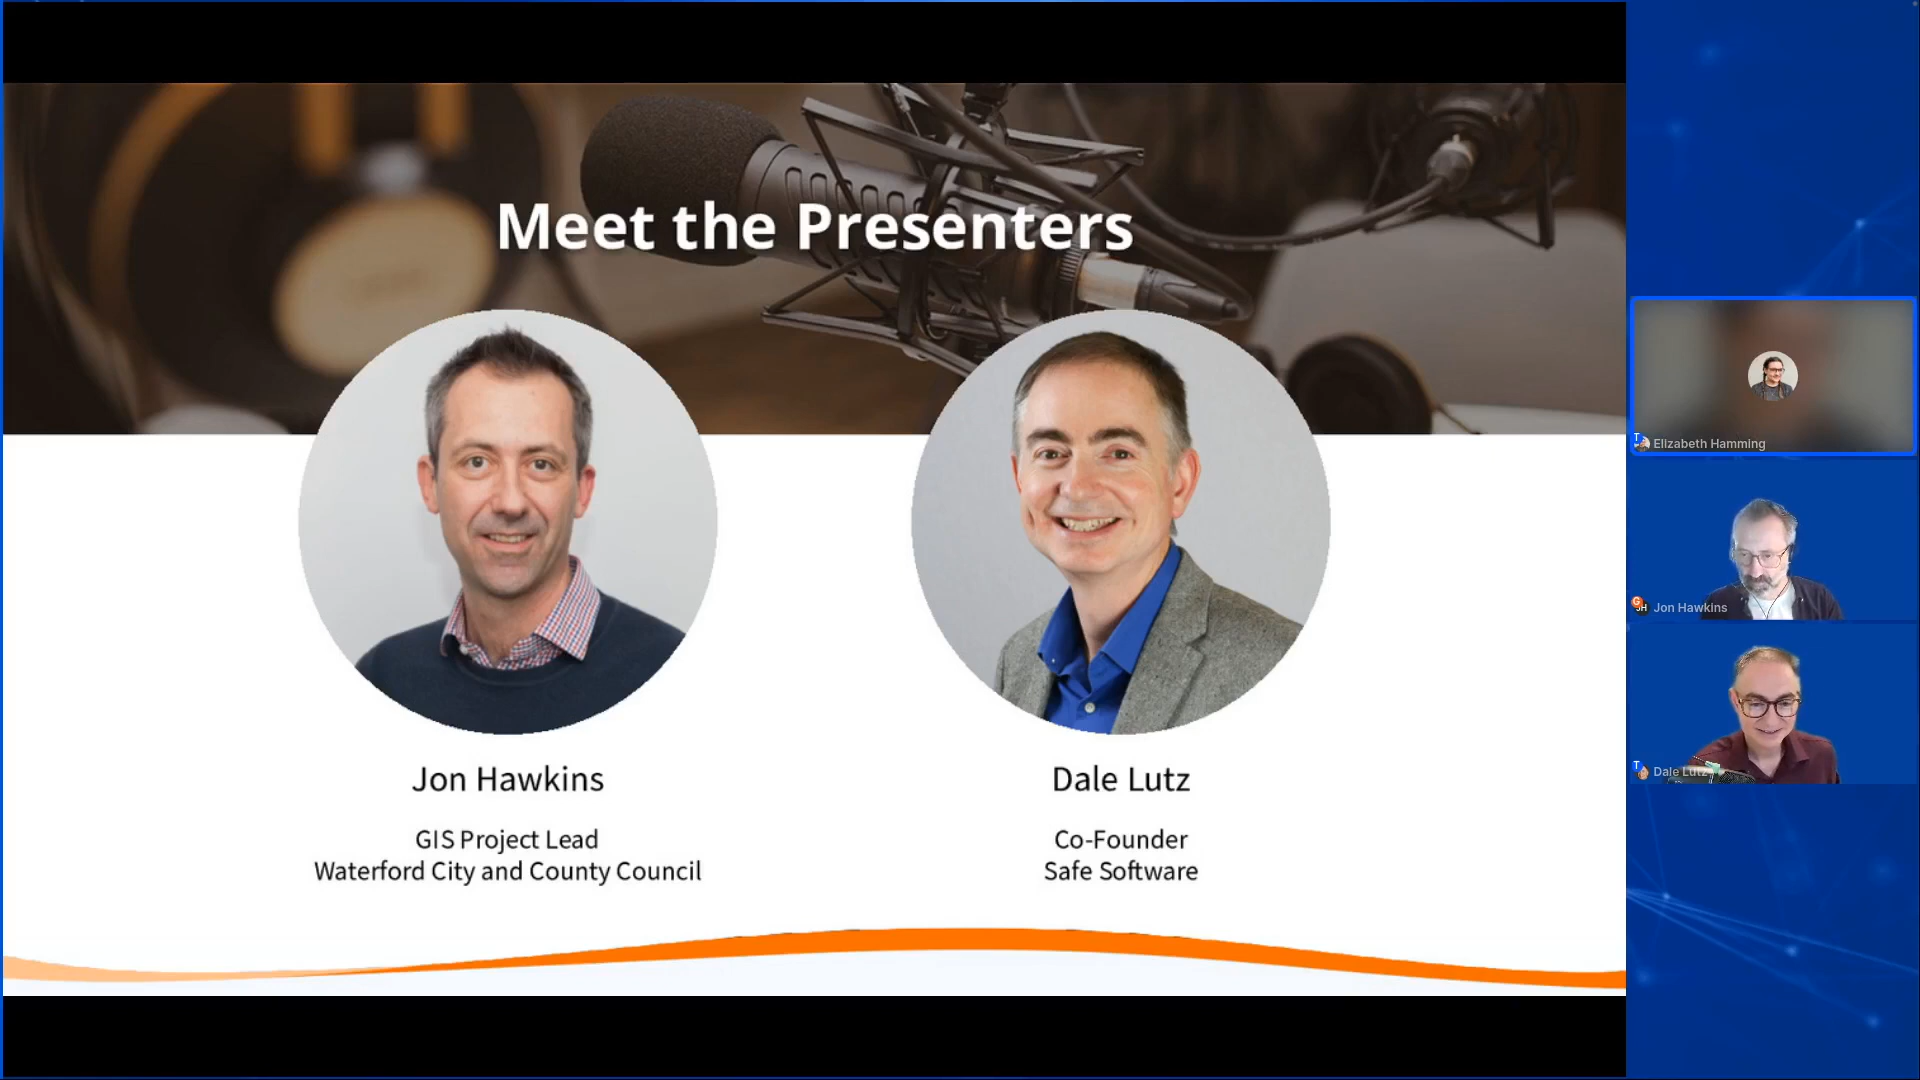 Meet the Presenters
Jon Hawkins
GIS Project Lead
Waterford City and County Council
Dale Lutz
Co-Founder
Safe Software
T
Elizabeth Hamming
G
JH
Jon Hawkins
T
Dale Lutz